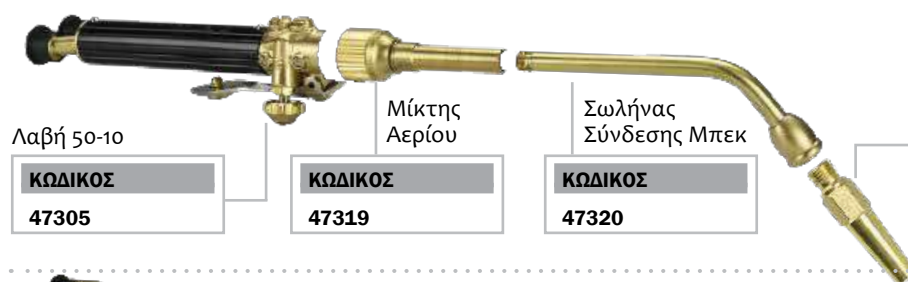 Λαβή 50-10
ΚΩΔΙΚΟΣ
47305
Μίκτης
Αερίου
ΚΩΔΙΚΟΣ
47319
Σωλήνας
Σύνδεσης Μπεκ
ΚΩΔΙΚΟΣ
47320